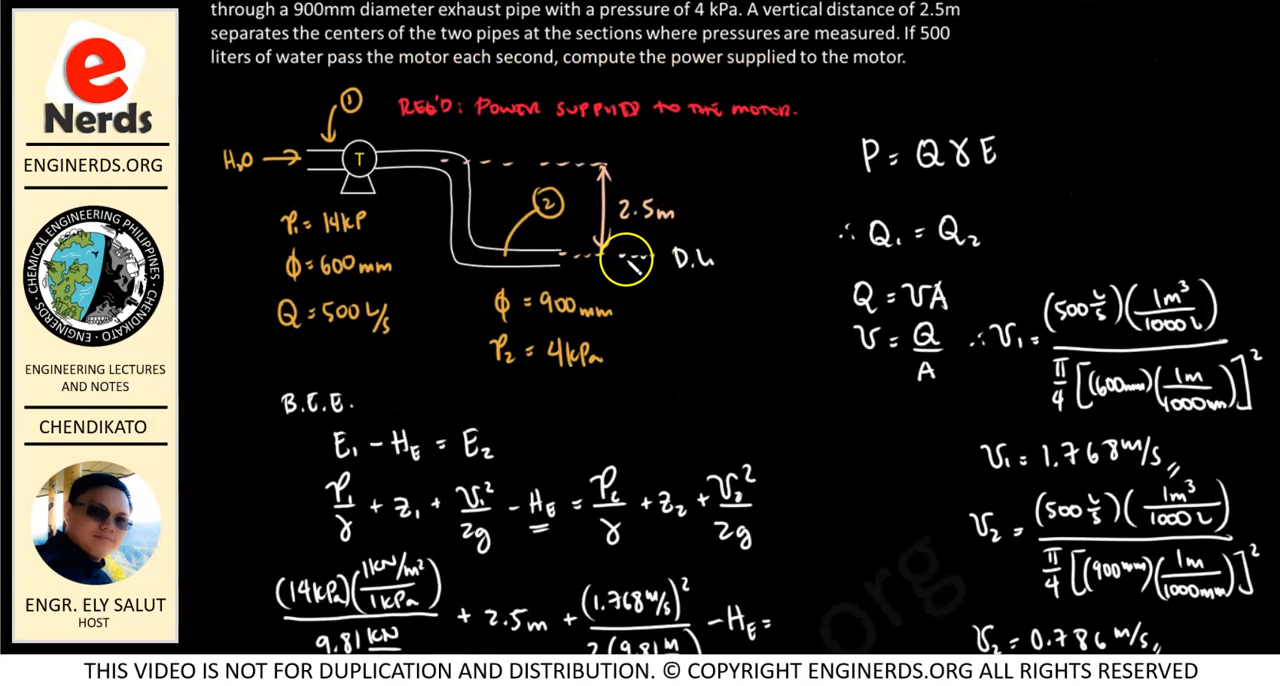 through a 900mm diameter exhaust pipe with a pressure of 4 kPa. A vertical distance of 2.5m
separates the centers of the two pipes at the sections where pressures are measured. If 500
liters of water pass the motor each second, compute the power supplied to the motor.
e
Nerds
ENGINERDS.ORG
CHEMICAL ENGINEERING PHILIPPINES
CHENDIKATO
ENGINERDS
ENGINEERING LECTURES
AND NOTES
CHENDIKATO
ENGR. ELY SALUT
HOST
REQ'D: POWER SUPPLIED TO THE MOTOR.
①
H₂O →
T
P₁ = 14kP
ϕ = 600mm
Q = 500 L/s
②
2.5m
D.L
ϕ = 900mm
P₂ = 4kPa
B.E.E.
E₁ - H_E = E₂
P₁/γ + Z₁ + V₁²/2g - H_E = P₂/γ + Z₂ + V₂²/2g
(14kPa)(1kN/m²/1kPa)/9.81 kN + 2.5m + (1.768 m/s)²/2(9.81 m) - H_E =
P = QγE
∴ Q₁ = Q₂
Q = VA
V = Q/A ∴ V₁ = (500 L/s)(1m³/1000 L)/π/4[(600mm)(1m/1000m)]²
V₁ = 1.768 m/s,,
V₂ = (500 L/s)(1m³/1000 L)/π/4[(900mm)(1m/1000mm)]²
V₂ = 0.786 m/s,,
org
THIS VIDEO IS NOT FOR DUPLICATION AND DISTRIBUTION. © COPYRIGHT ENGINERDS.ORG ALL RIGHTS RESERVED